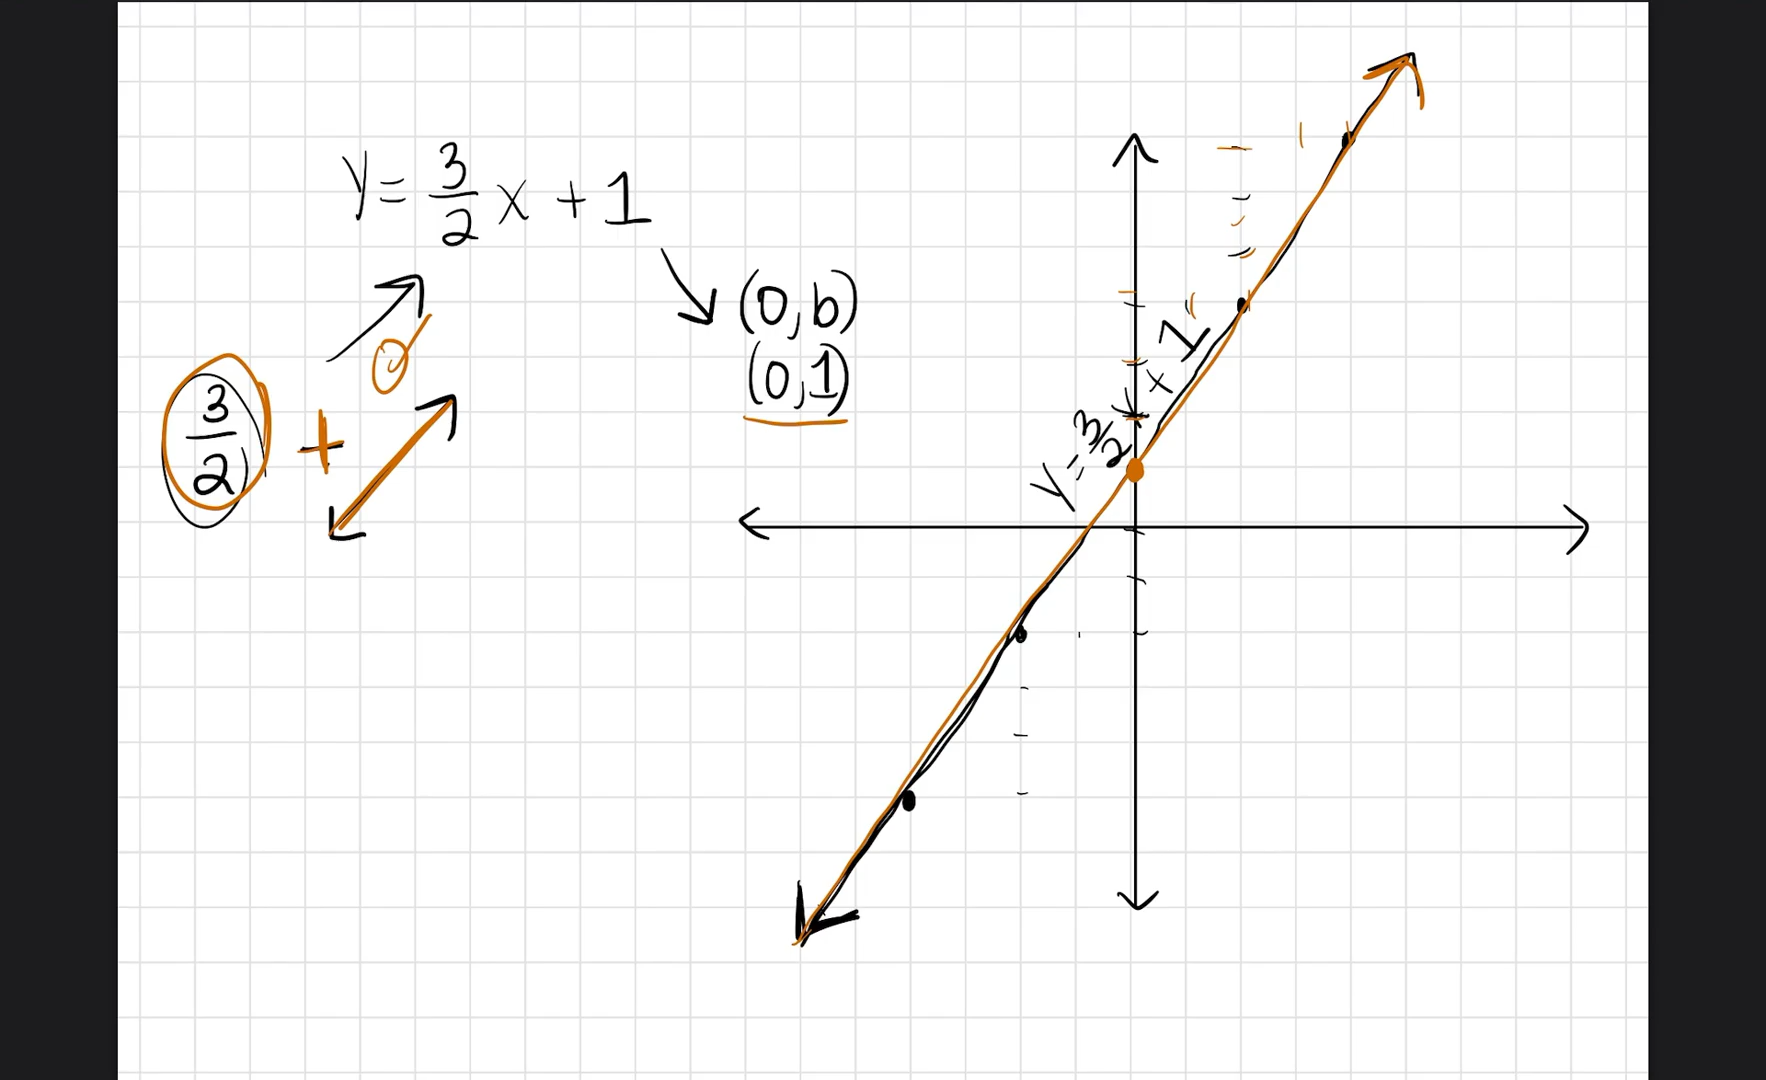 y = 3/2 x + 1
(0, b)
(0, 1)
3/2 +
y = 3/2 x + 1